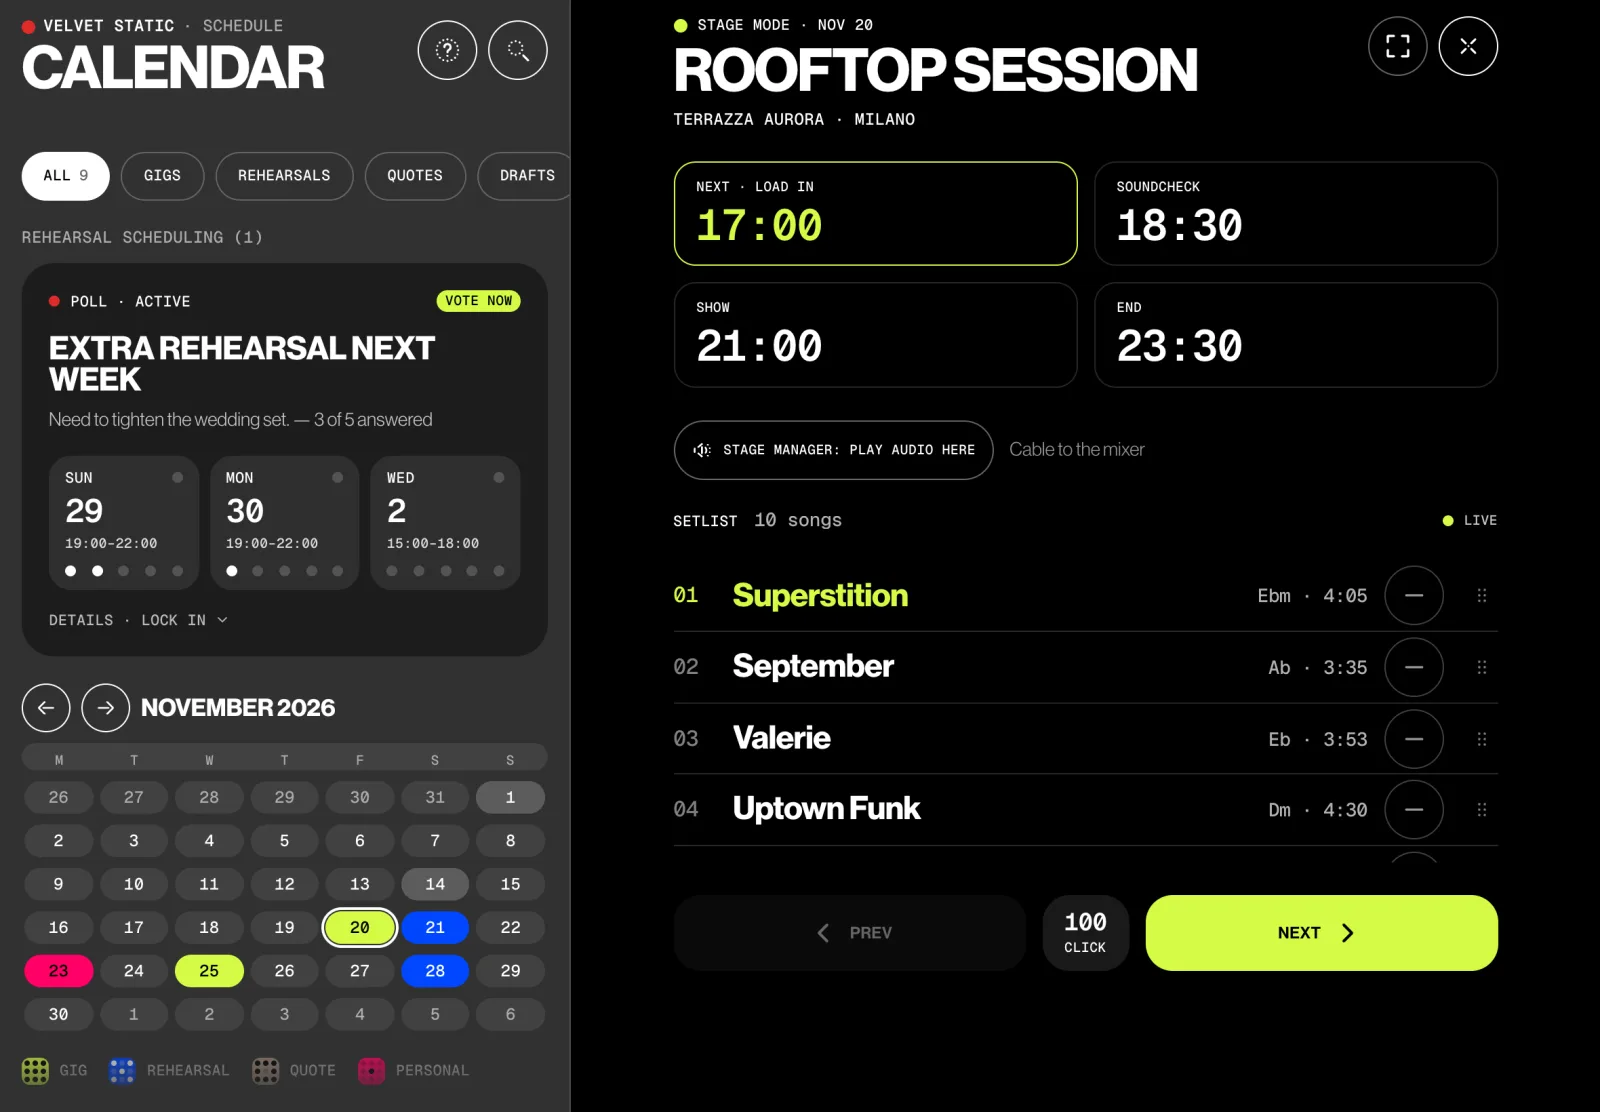 VELVET STATIC · SCHEDULE
CALENDAR
ALL 9
GIGS
REHEARSALS
QUOTES
DRAFTS
REHEARSAL SCHEDULING (1)
POLL · ACTIVE
VOTE NOW
EXTRA REHEARSAL NEXT
WEEK
Need to tighten the wedding set. — 3 of 5 answered
SUN
29
19:00–22:00
MON
30
19:00–22:00
WED
2
15:00–18:00
DETAILS · LOCK IN
NOVEMBER 2026
M T W T F S S
26 27 28 29 30 31 1
2 3 4 5 6 7 8
9 10 11 12 13 14 15
16 17 18 19 20 21 22
23 24 25 26 27 28 29
30 1 2 3 4 5 6
GIG REHEARSAL QUOTE PERSONAL
STAGE MODE · NOV 20
ROOFTOP SESSION
TERRAZZA AURORA · MILANO
NEXT · LOAD IN
17:00
SOUNDCHECK
18:30
SHOW
21:00
END
23:30
STAGE MANAGER: PLAY AUDIO HERE
Cable to the mixer
SETLIST 10 songs
LIVE
01 Superstition Ebm · 4:05
02 September Ab · 3:35
03 Valerie Eb · 3:53
04 Uptown Funk Dm · 4:30
PREV
100
CLICK
NEXT